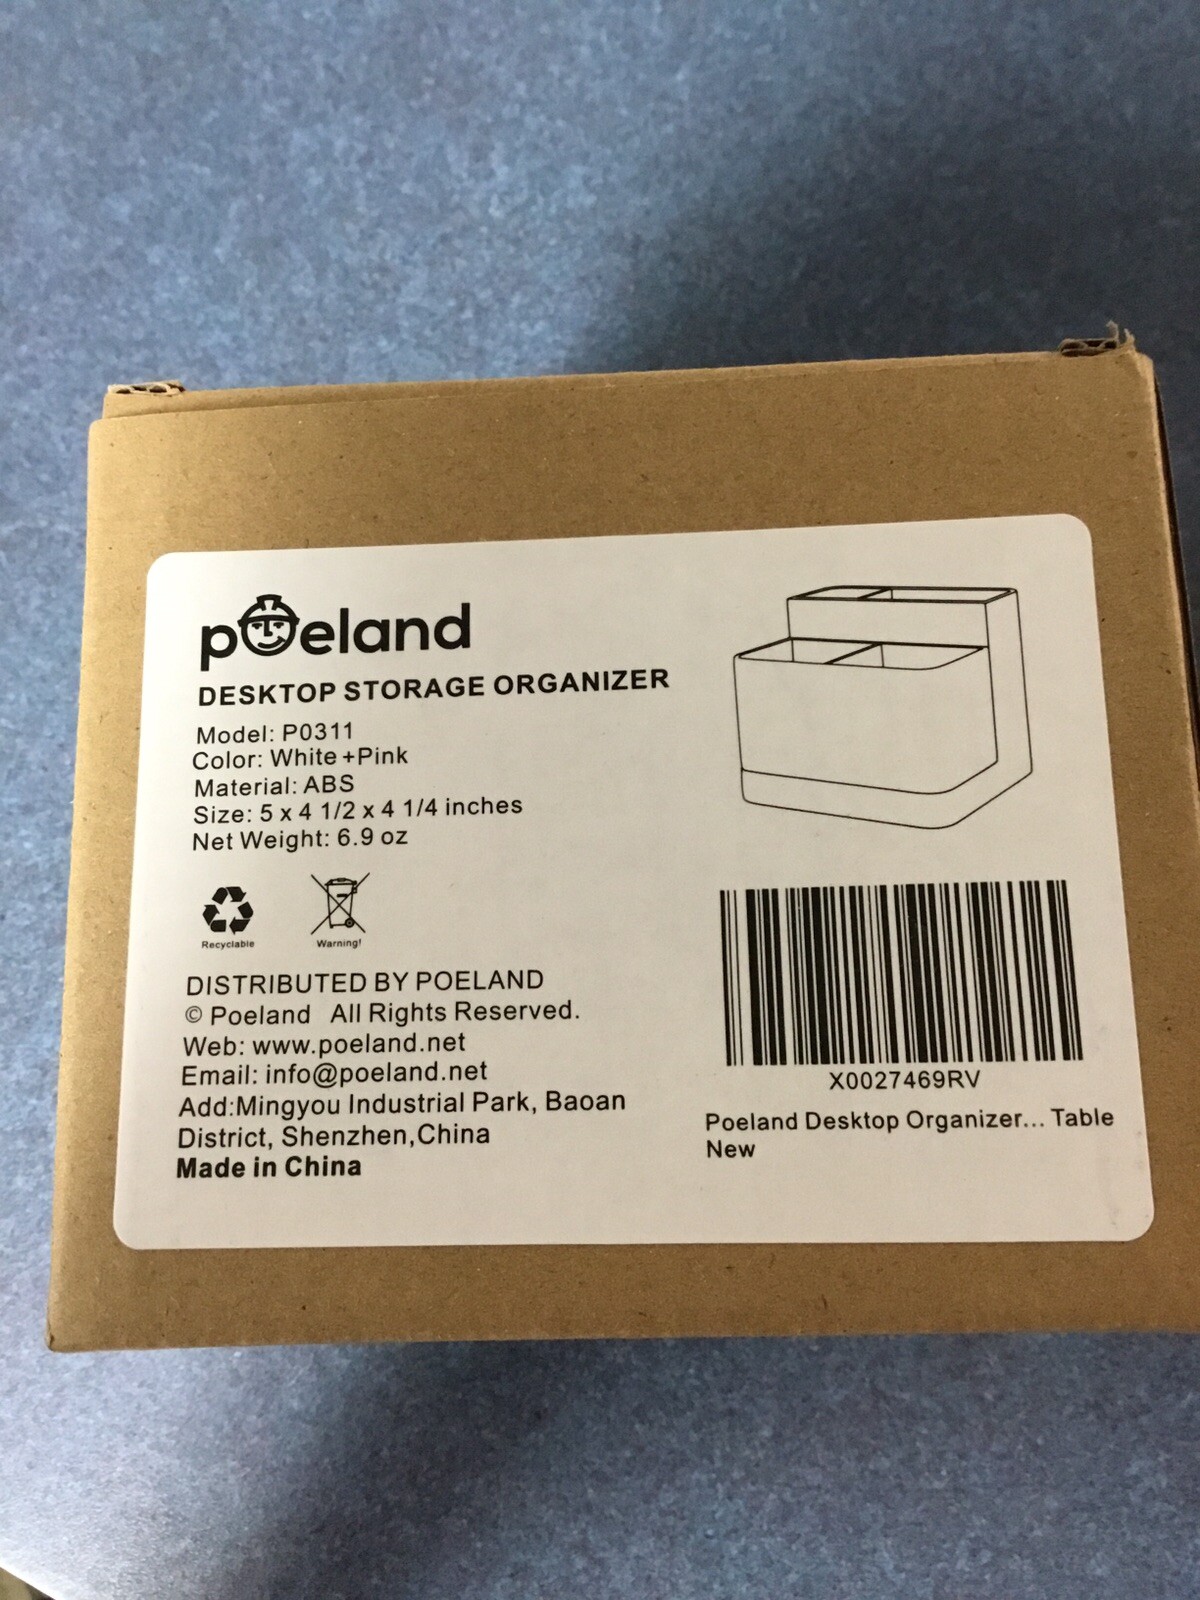 poeland
DESKTOP STORAGE ORGANIZER
Model: P0311
Color: White+Pink
Material: ABS
Size: 5 x 4 1/2 x 4 1/4 inches
Net Weight: 6.9 oz
Recyclable
Warning!
DISTRIBUTED BY POELAND
© Poeland All Rights Reserved.
Web: www.poeland.net
Email: info@poeland.net
Add:Mingyou Industrial Park, Baoan
District, Shenzhen,China
Made in China
X0027469RV
Poeland Desktop Organizer... Table
New